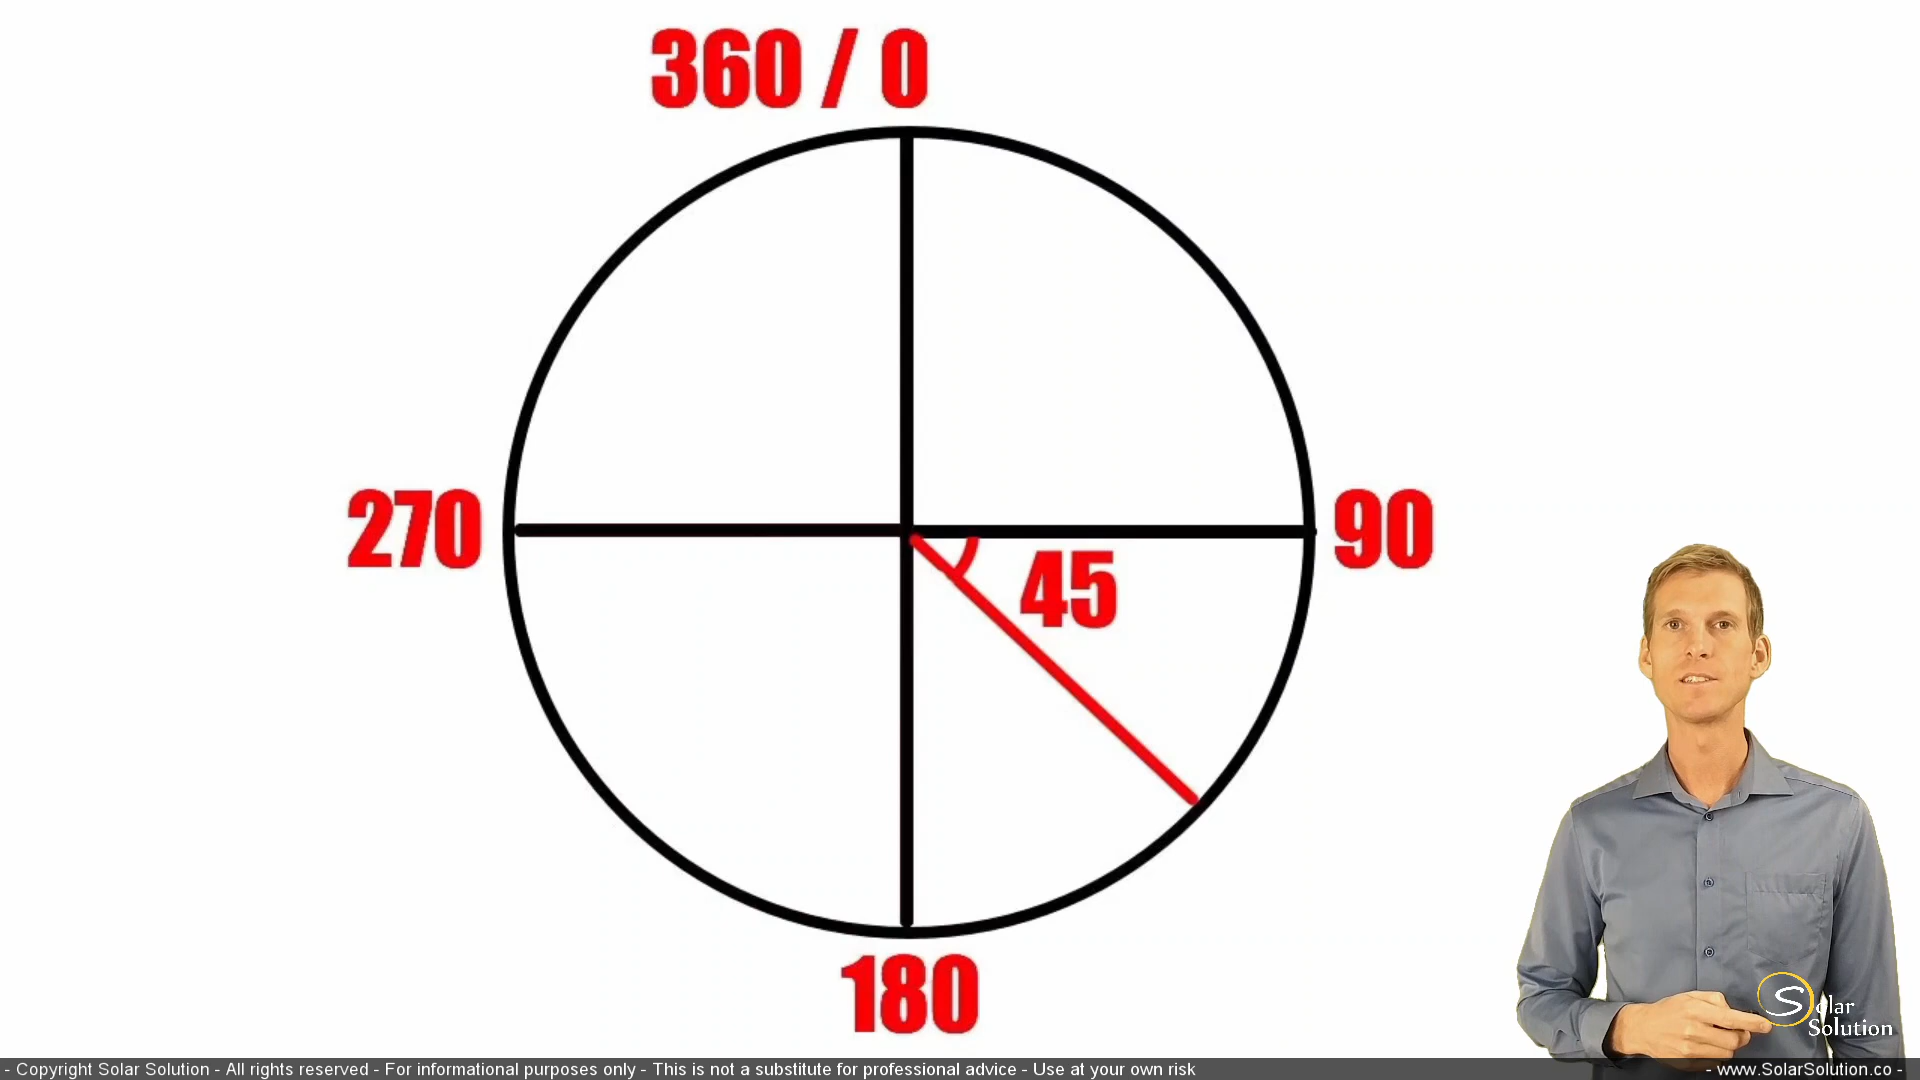 360 / 0
270
90
45
180
Solar
Solution
- Copyright Solar Solution - All rights reserved - For informational purposes only - This is not a substitute for professional advice - Use at your own risk
- www.SolarSolution.co -